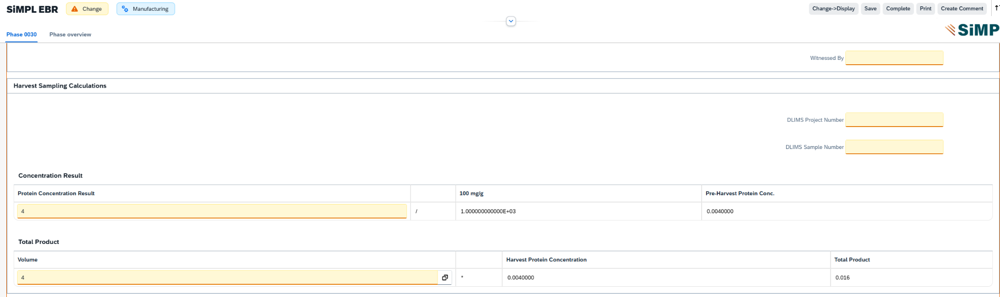 SiMPL EBR Change Manufacturing Change->Display Save Complete Print Create Comment
Phase 0030 Phase overview
SiMP
Witnessed By
Harvest Sampling Calculations
DLIMS Project Number
DLIMS Sample Number
Concentration Result
Protein Concentration Result 100 mg/g Pre-Harvest Protein Conc.
4 / 1.000000000000E+03 0.0040000
Total Product
Volume Harvest Protein Concentration Total Product
4 * 0.0040000 0.016